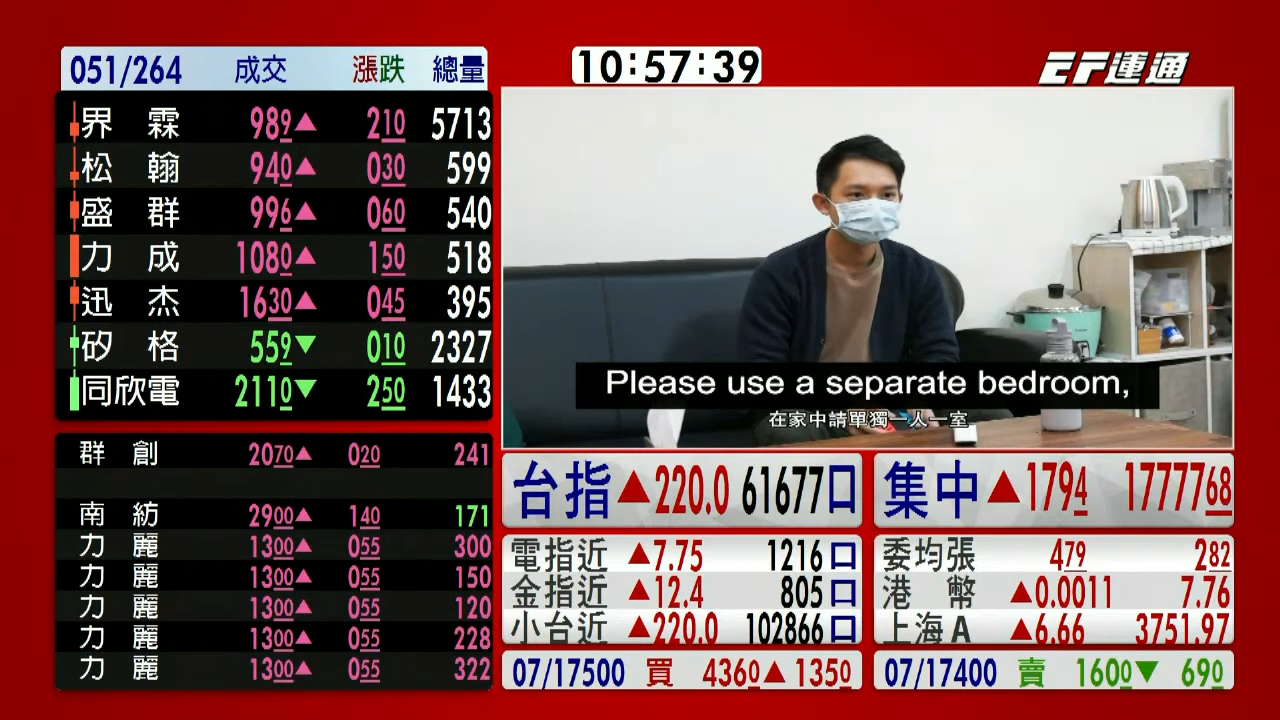 051/264 成交 漲跌 總量
10:57:39
EF運通
界霖 989▲ 210 5713
松翰 940▲ 030 599
盛群 996▲ 060 540
力成 1080▲ 150 518
迅杰 1630▲ 045 395
矽格 559▼ 010 2327
同欣電 2110▼ 250 1433
群創 2070▲ 020 241
南紡 2900▲ 140 171
力麗 1300▲ 055 300
力麗 1300▲ 055 150
力麗 1300▲ 055 120
力麗 1300▲ 055 228
力麗 1300▲ 055 322
Please use a separate bedroom,
在家中請單獨一人一室
台指▲220.0 61677口
集中▲1794 1777768
電指近▲7.75 1216口
金指近▲12.4 805口
小台近▲220.0 102866口
委均張 479 282
港幣▲0.0011 7.76
上海A▲6.66 3751.97
07/17500 買 4360▲1350
07/17400 賣 1600▼690